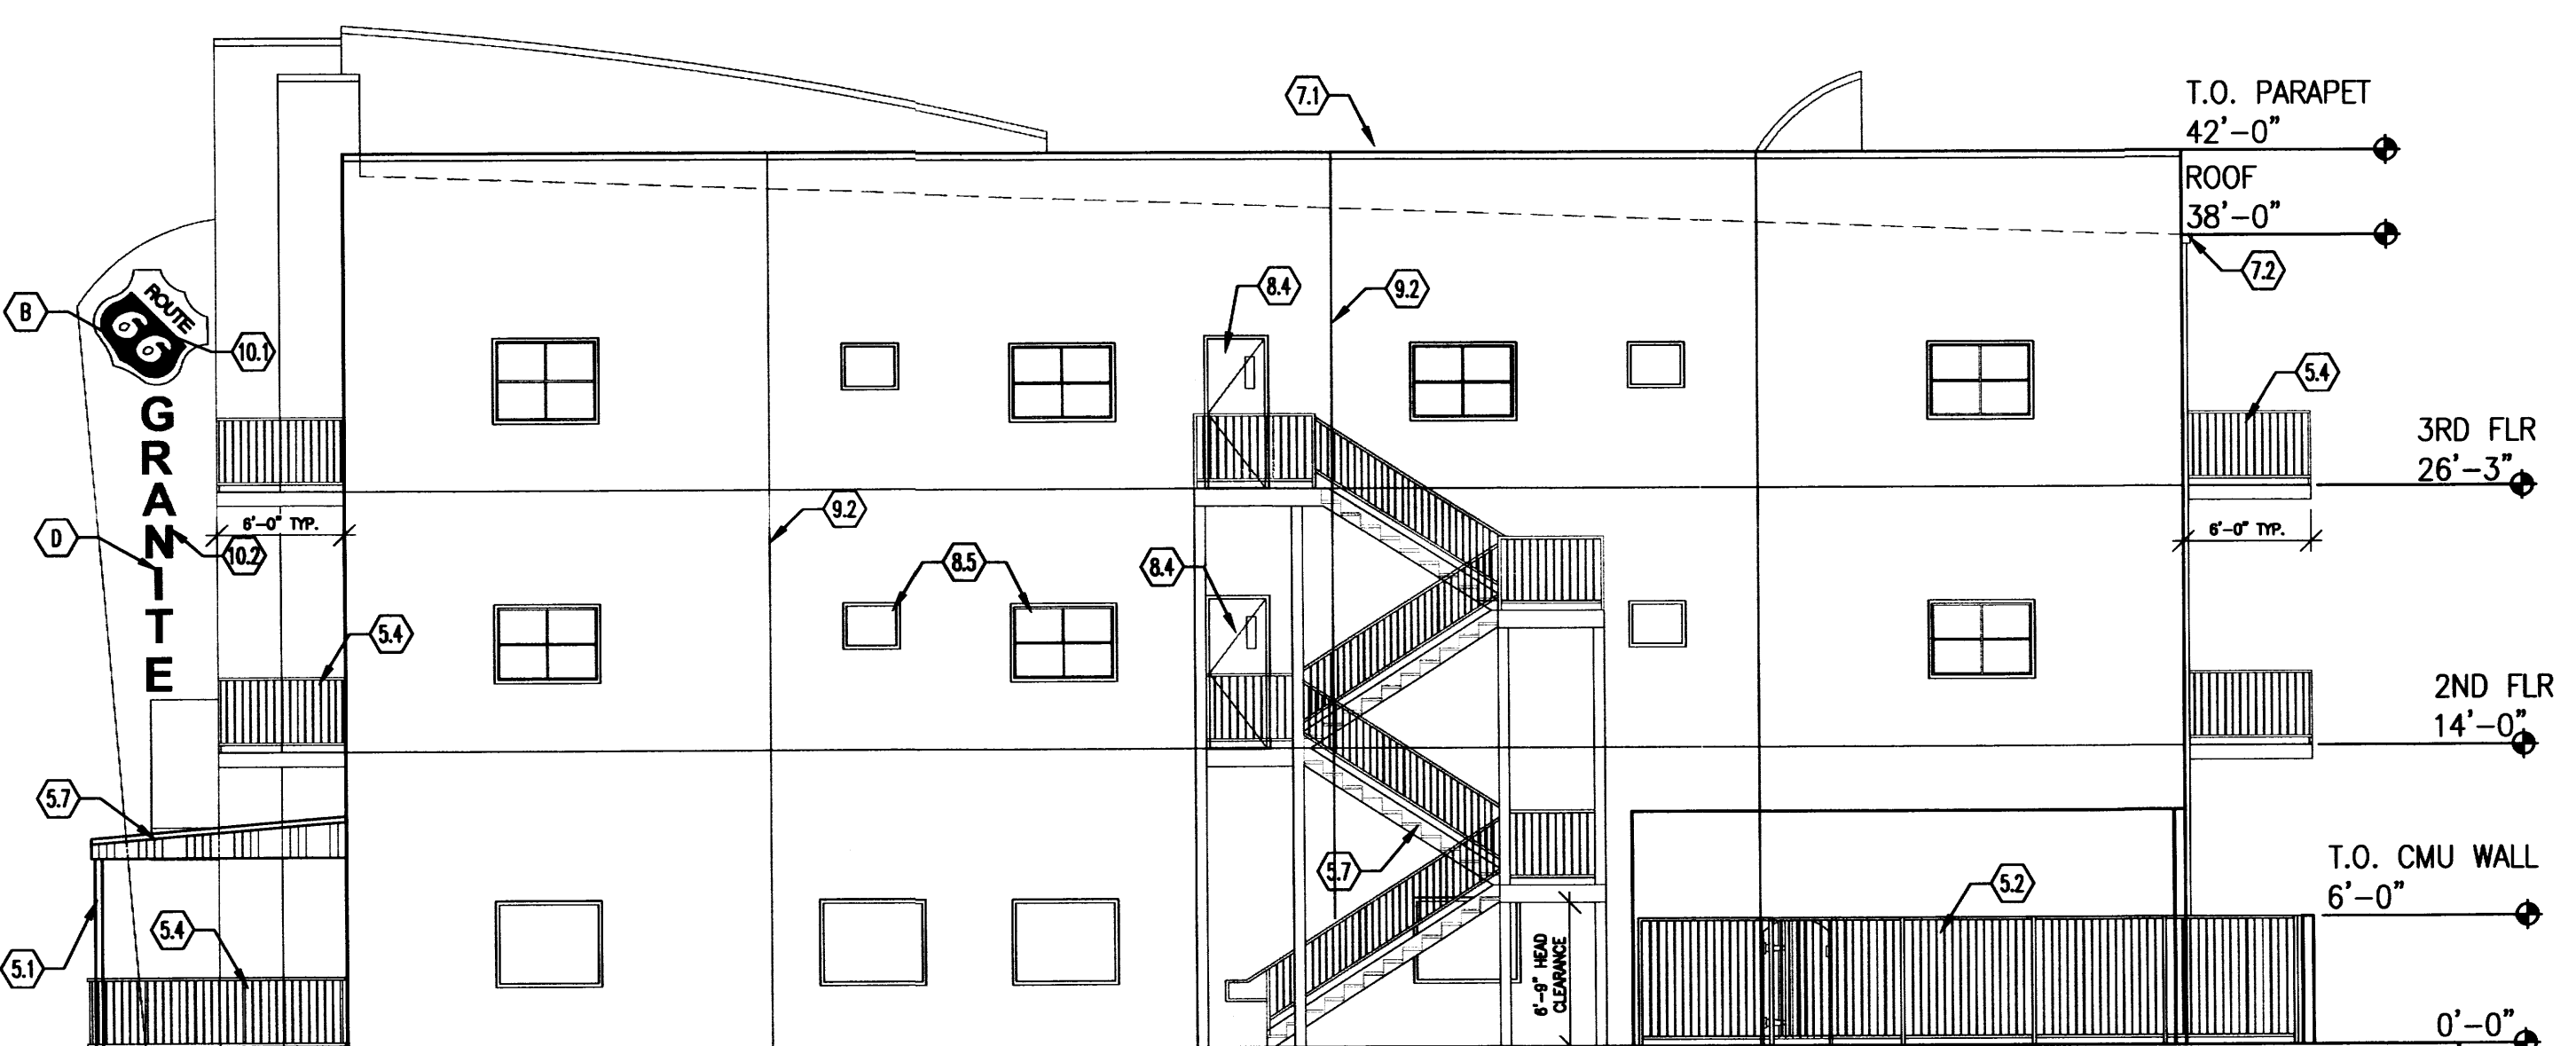 7.1
T.O. PARAPET
42'-0"
ROOF
38'-0"
7.2
8.4
9.2
B
ROUTE
66
10.1
5.4
3RD FLR
26'-3"
GRANITE
6'-0" TYP.
9.2
6'-0" TYP.
D
10.2
8.5
8.4
5.4
2ND FLR
14'-0"
5.7
5.7
T.O. CMU WALL
6'-0"
5.2
5.4
5.1
6'-9" HEAD
CLEARANCE
0'-0"